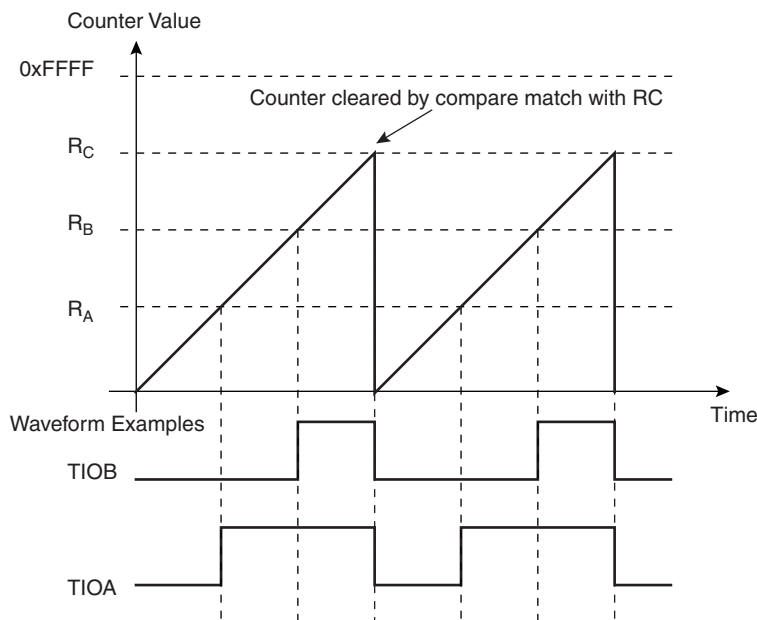 Counter Value
0xFFFF
Counter cleared by compare match with RC
RC
RB
RA
Time
Waveform Examples
TIOB
TIOA